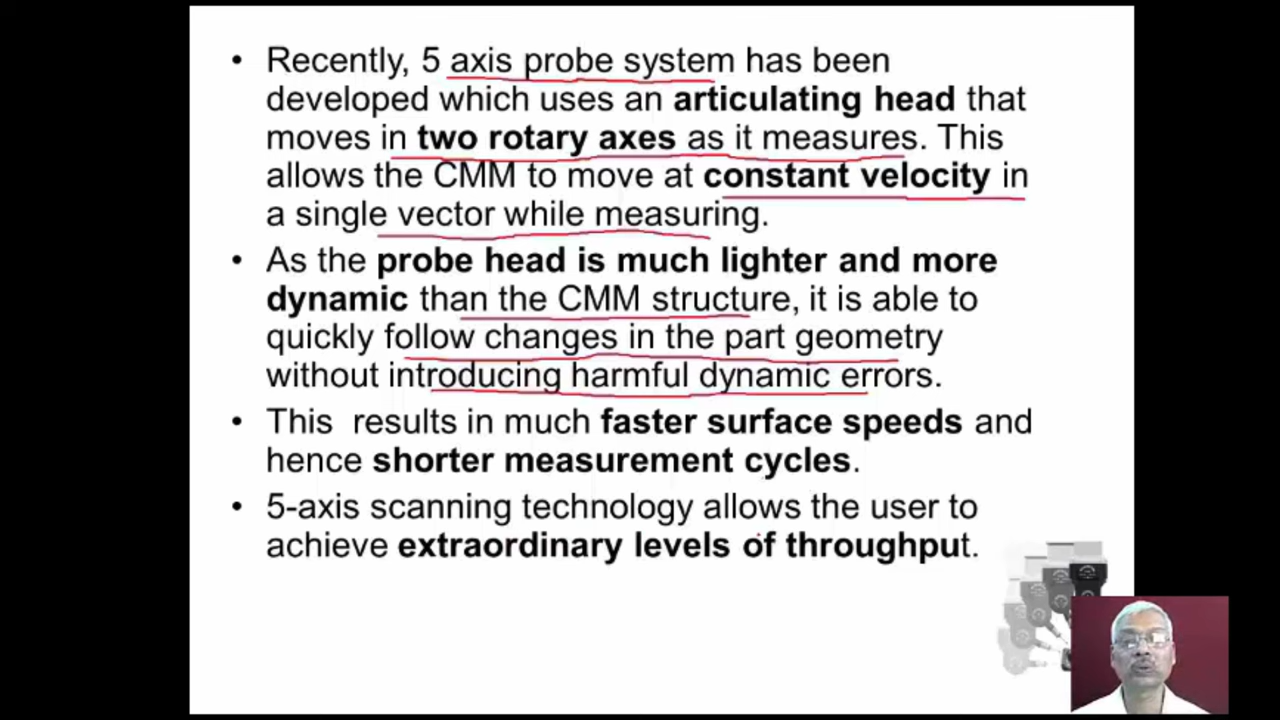 • Recently, 5 axis probe system has been
developed which uses an articulating head that
moves in two rotary axes as it measures. This
allows the CMM to move at constant velocity in
a single vector while measuring.
• As the probe head is much lighter and more
dynamic than the CMM structure, it is able to
quickly follow changes in the part geometry
without introducing harmful dynamic errors.
• This  results in much faster surface speeds and
hence shorter measurement cycles.
• 5-axis scanning technology allows the user to
achieve extraordinary levels of throughput.